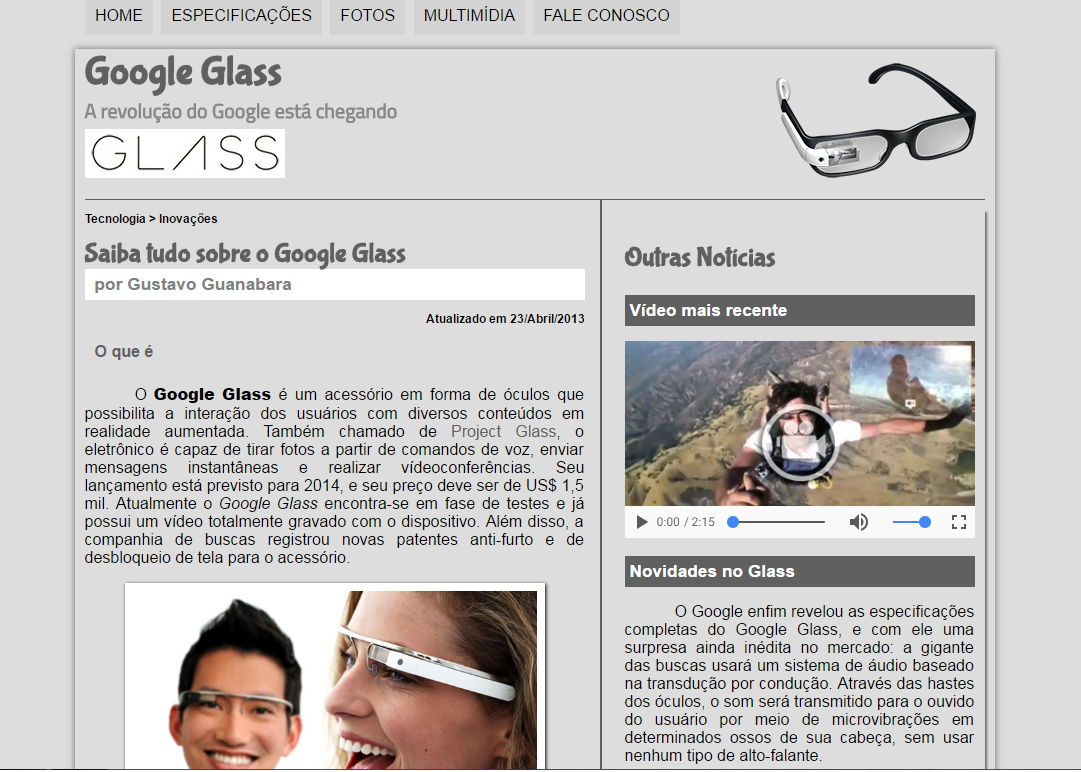 HOME
ESPECIFICAÇÕES
FOTOS
MULTIMÍDIA
FALE CONOSCO
Google Glass
A revolução do Google está chegando
GLASS
Tecnologia > Inovações
Saiba tudo sobre o Google Glass
por Gustavo Guanabara
Atualizado em 23/Abril/2013
O que é
O Google Glass é um acessório em forma de óculos que
possibilita a interação dos usuários com diversos conteúdos em
realidade aumentada. Também chamado de Project Glass, o
eletrônico é capaz de tirar fotos a partir de comandos de voz, enviar
mensagens instantâneas e realizar vídeoconferências. Seu
lançamento está previsto para 2014, e seu preço deve ser de US$ 1,5
mil. Atualmente o Google Glass encontra-se em fase de testes e já
possui um vídeo totalmente gravado com o dispositivo. Além disso, a
companhia de buscas registrou novas patentes anti-furto e de
desbloqueio de tela para o acessório.
Outras Notícias
Vídeo mais recente
0:00 / 2:15
Novidades no Glass
O Google enfim revelou as especificações
completas do Google Glass, e com ele uma
surpresa ainda inédita no mercado: a gigante
das buscas usará um sistema de áudio baseado
na transdução por condução. Através das hastes
dos óculos, o som será transmitido para o ouvido
do usuário por meio de microvibrações em
determinados ossos de sua cabeça, sem usar
nenhum tipo de alto-falante.